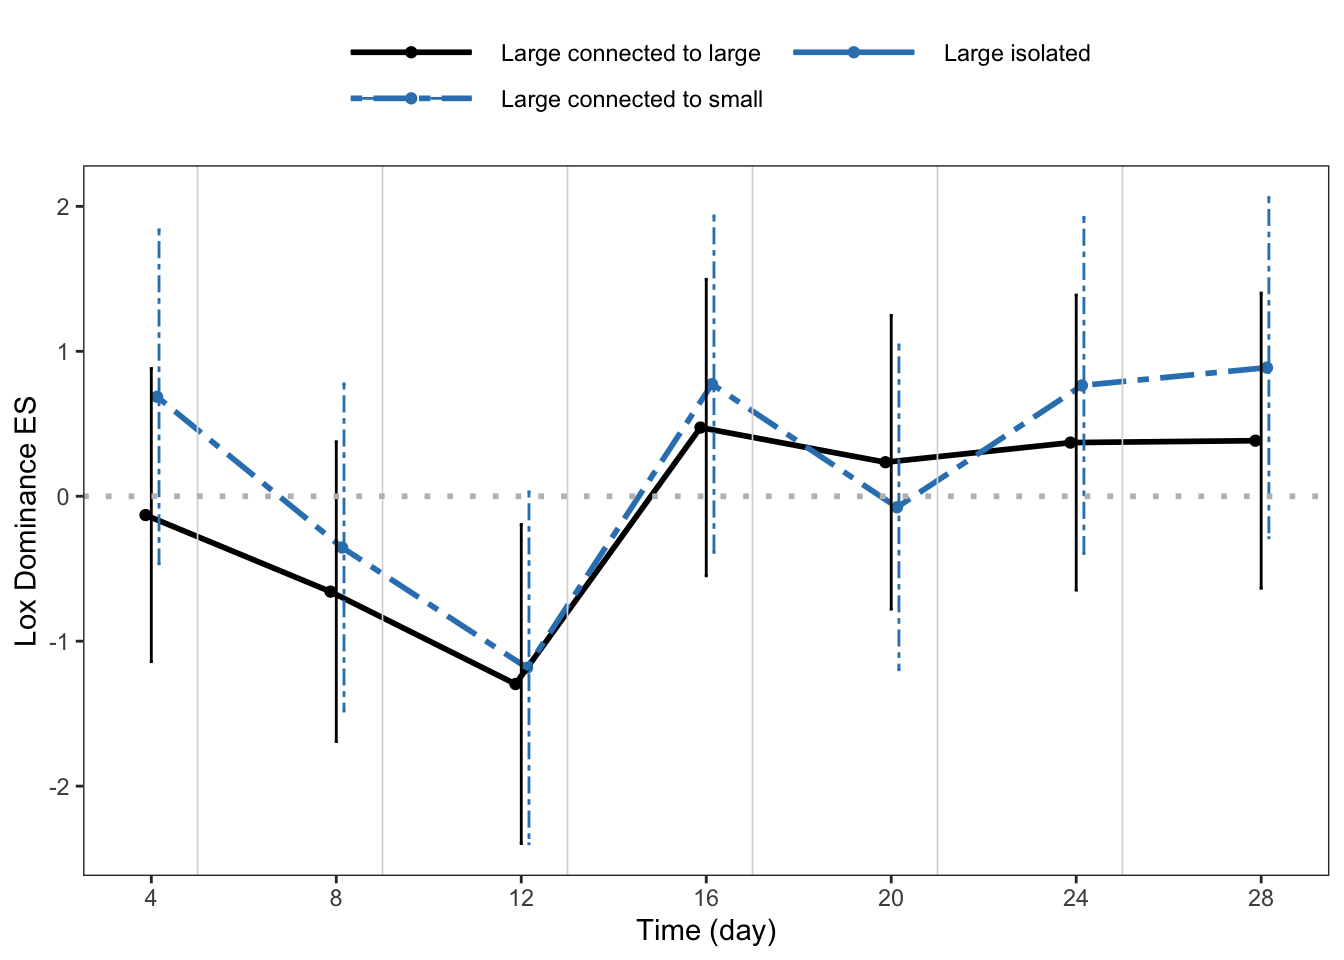 Large connected to large
Large isolated
Large connected to small
Lox Dominance ES
2
1
0
-1
-2
4 8 12 16 20 24 28
Time (day)